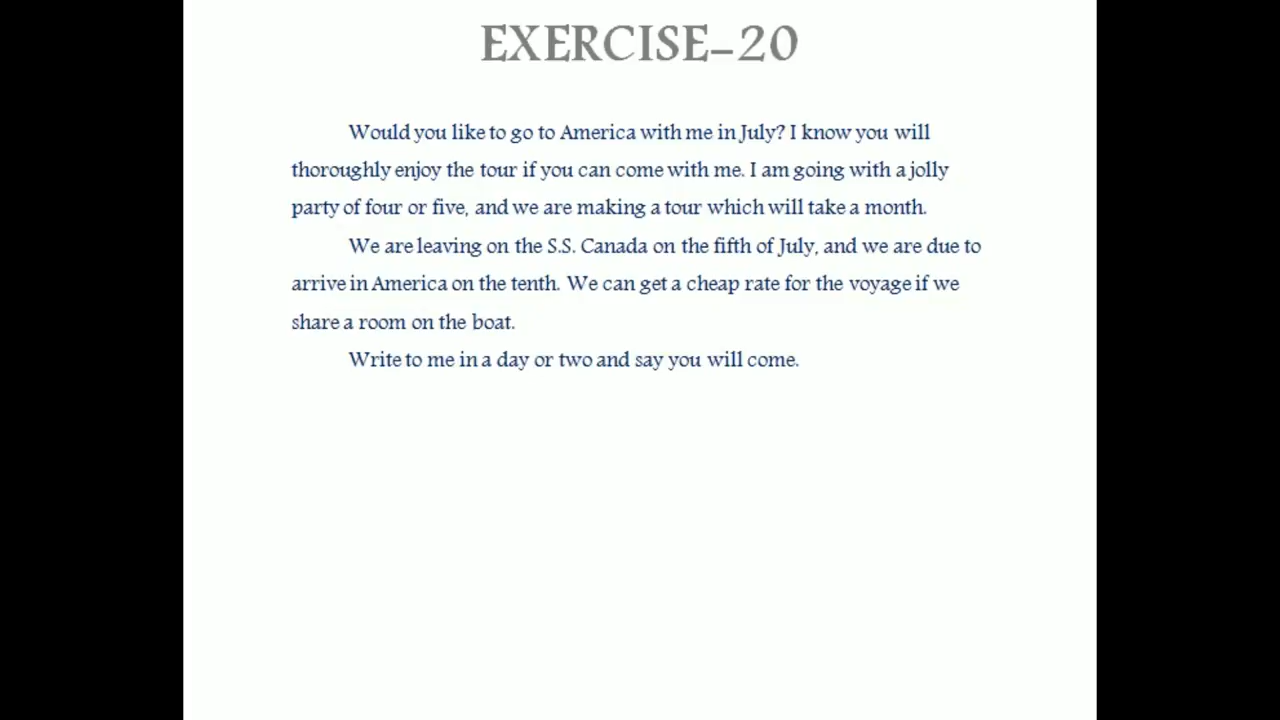 EXERCISE-20
Would you like to go to America with me in July? I know you will
thoroughly enjoy the tour if you can come with me. I am going with a jolly
party of four or five, and we are making a tour which will take a month.
We are leaving on the S.S. Canada on the fifth of July, and we are due to
arrive in America on the tenth. We can get a cheap rate for the voyage if we
share a room on the boat.
Write to me in a day or two and say you will come.